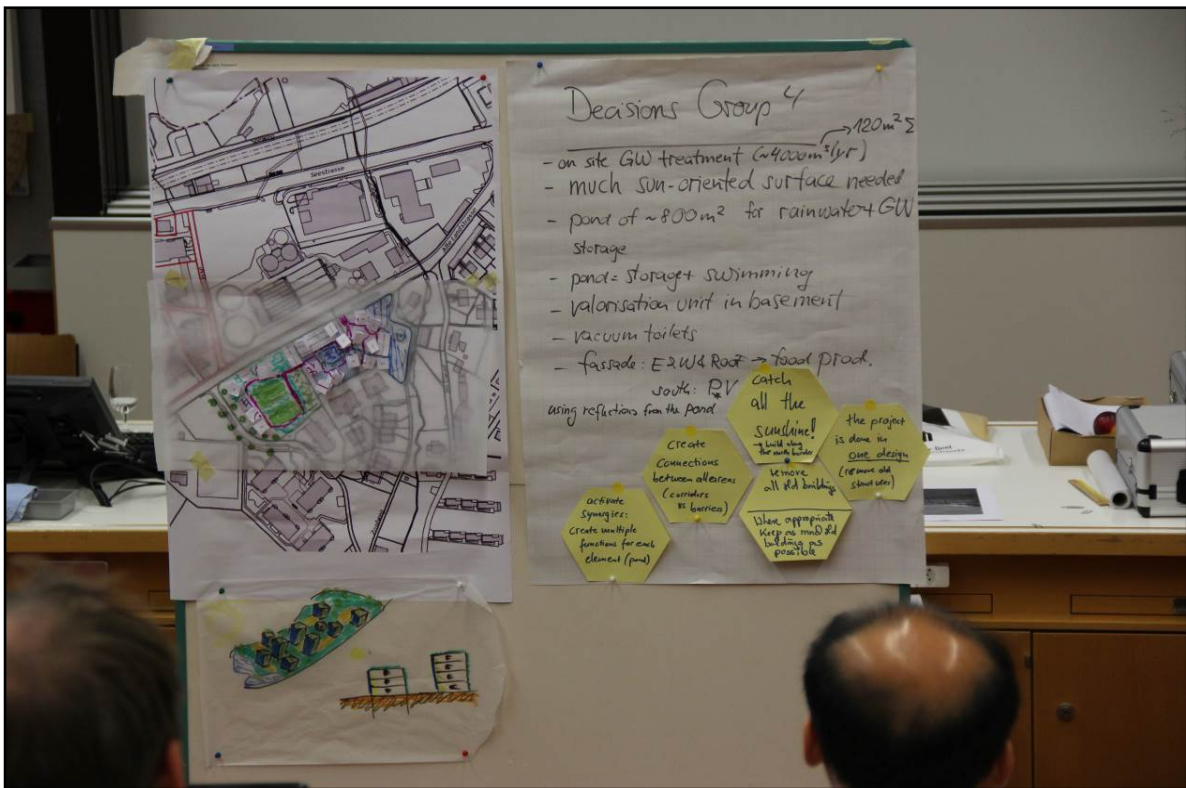 Seestrasse
Alte Landstrasse
Decisions Group 4
→120m² Σ
- on site GW treatment (~4000m³/yr)
- much sun-oriented surface needed
- pond of ~800m² for rainwater+GW
storage
- pond= storage+ swimming
- valorisation unit in basement
- vacuum toilets
- fassade: E&W& Roof → food prod.
south: PV
using reflections from the pond
catch
all the
sunshine!
→ build along
the north border
the project
is done in
one design
(remove old
structures)
create
connections
between all areas
(corridors
vs barriers)
remove
all old buildings
Where appropriate
keep as much old
building as
possible
activate
synergies:
create multiple
functions for each
element (pond)